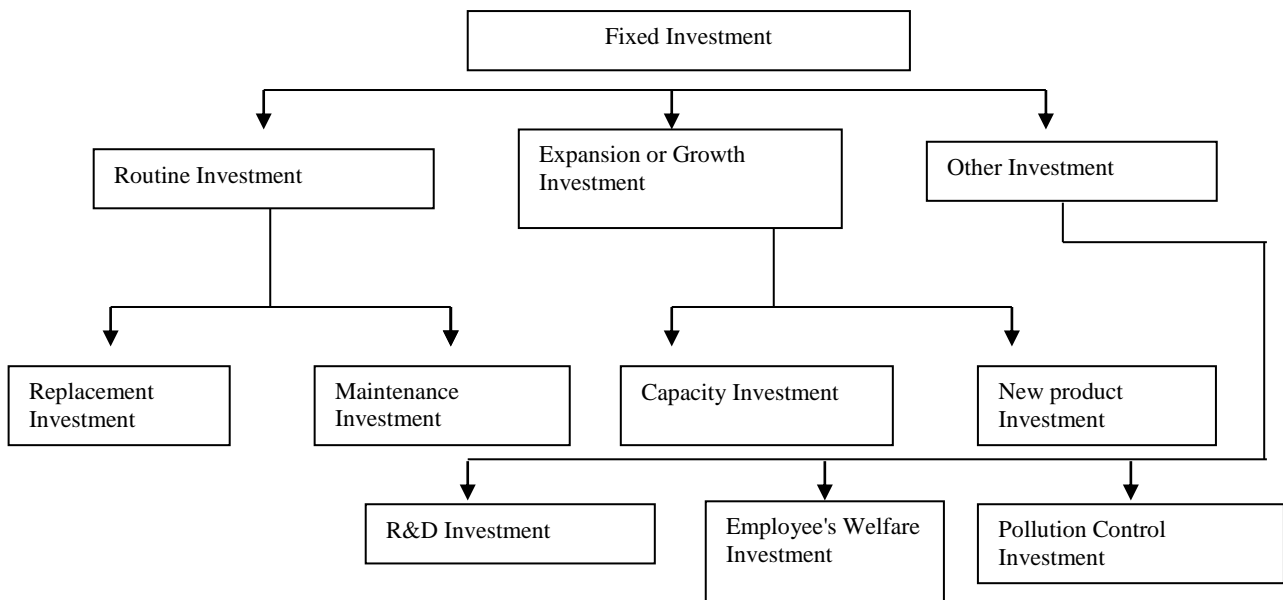 Fixed Investment
Routine Investment
Expansion or Growth
Investment
Other Investment
Replacement
Investment
Maintenance
Investment
Capacity Investment
New product
Investment
R&D Investment
Employee's Welfare
Investment
Pollution Control
Investment